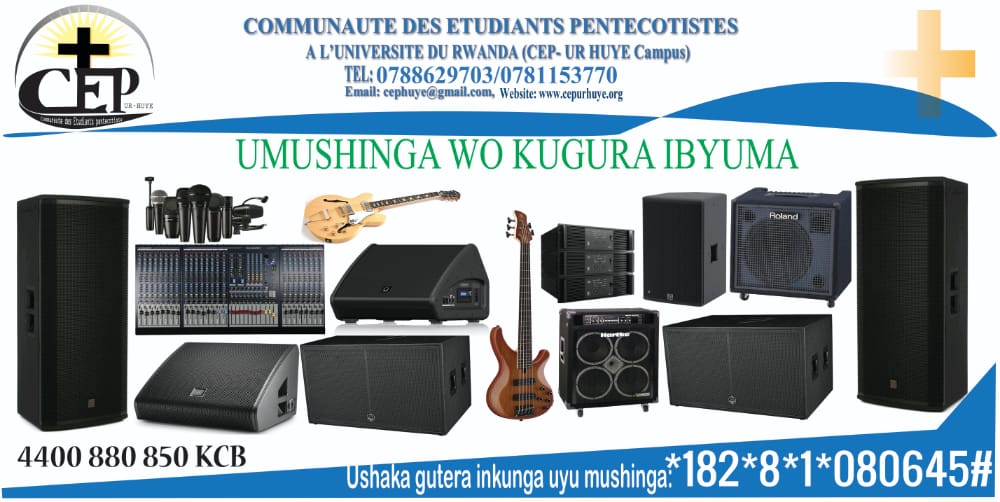 COMMUNAUTE DES ETUDIANTS PENTECOTISTES
A L'UNIVERSITE DU RWANDA (CEP- UR HUYE Campus)
TEL: 0788629703/0781153770
Email: cephuye@gmail.com, Website: www.cepurhuye.org
CEP
UR-HUYE
Communaute des Etudiants pentecotiste
UMUSHINGA WO KUGURA IBYUMA
Roland
Hartke
4400 880 850 KCB
Ushaka gutera inkunga uyu mushinga:*182*8*1*080645#